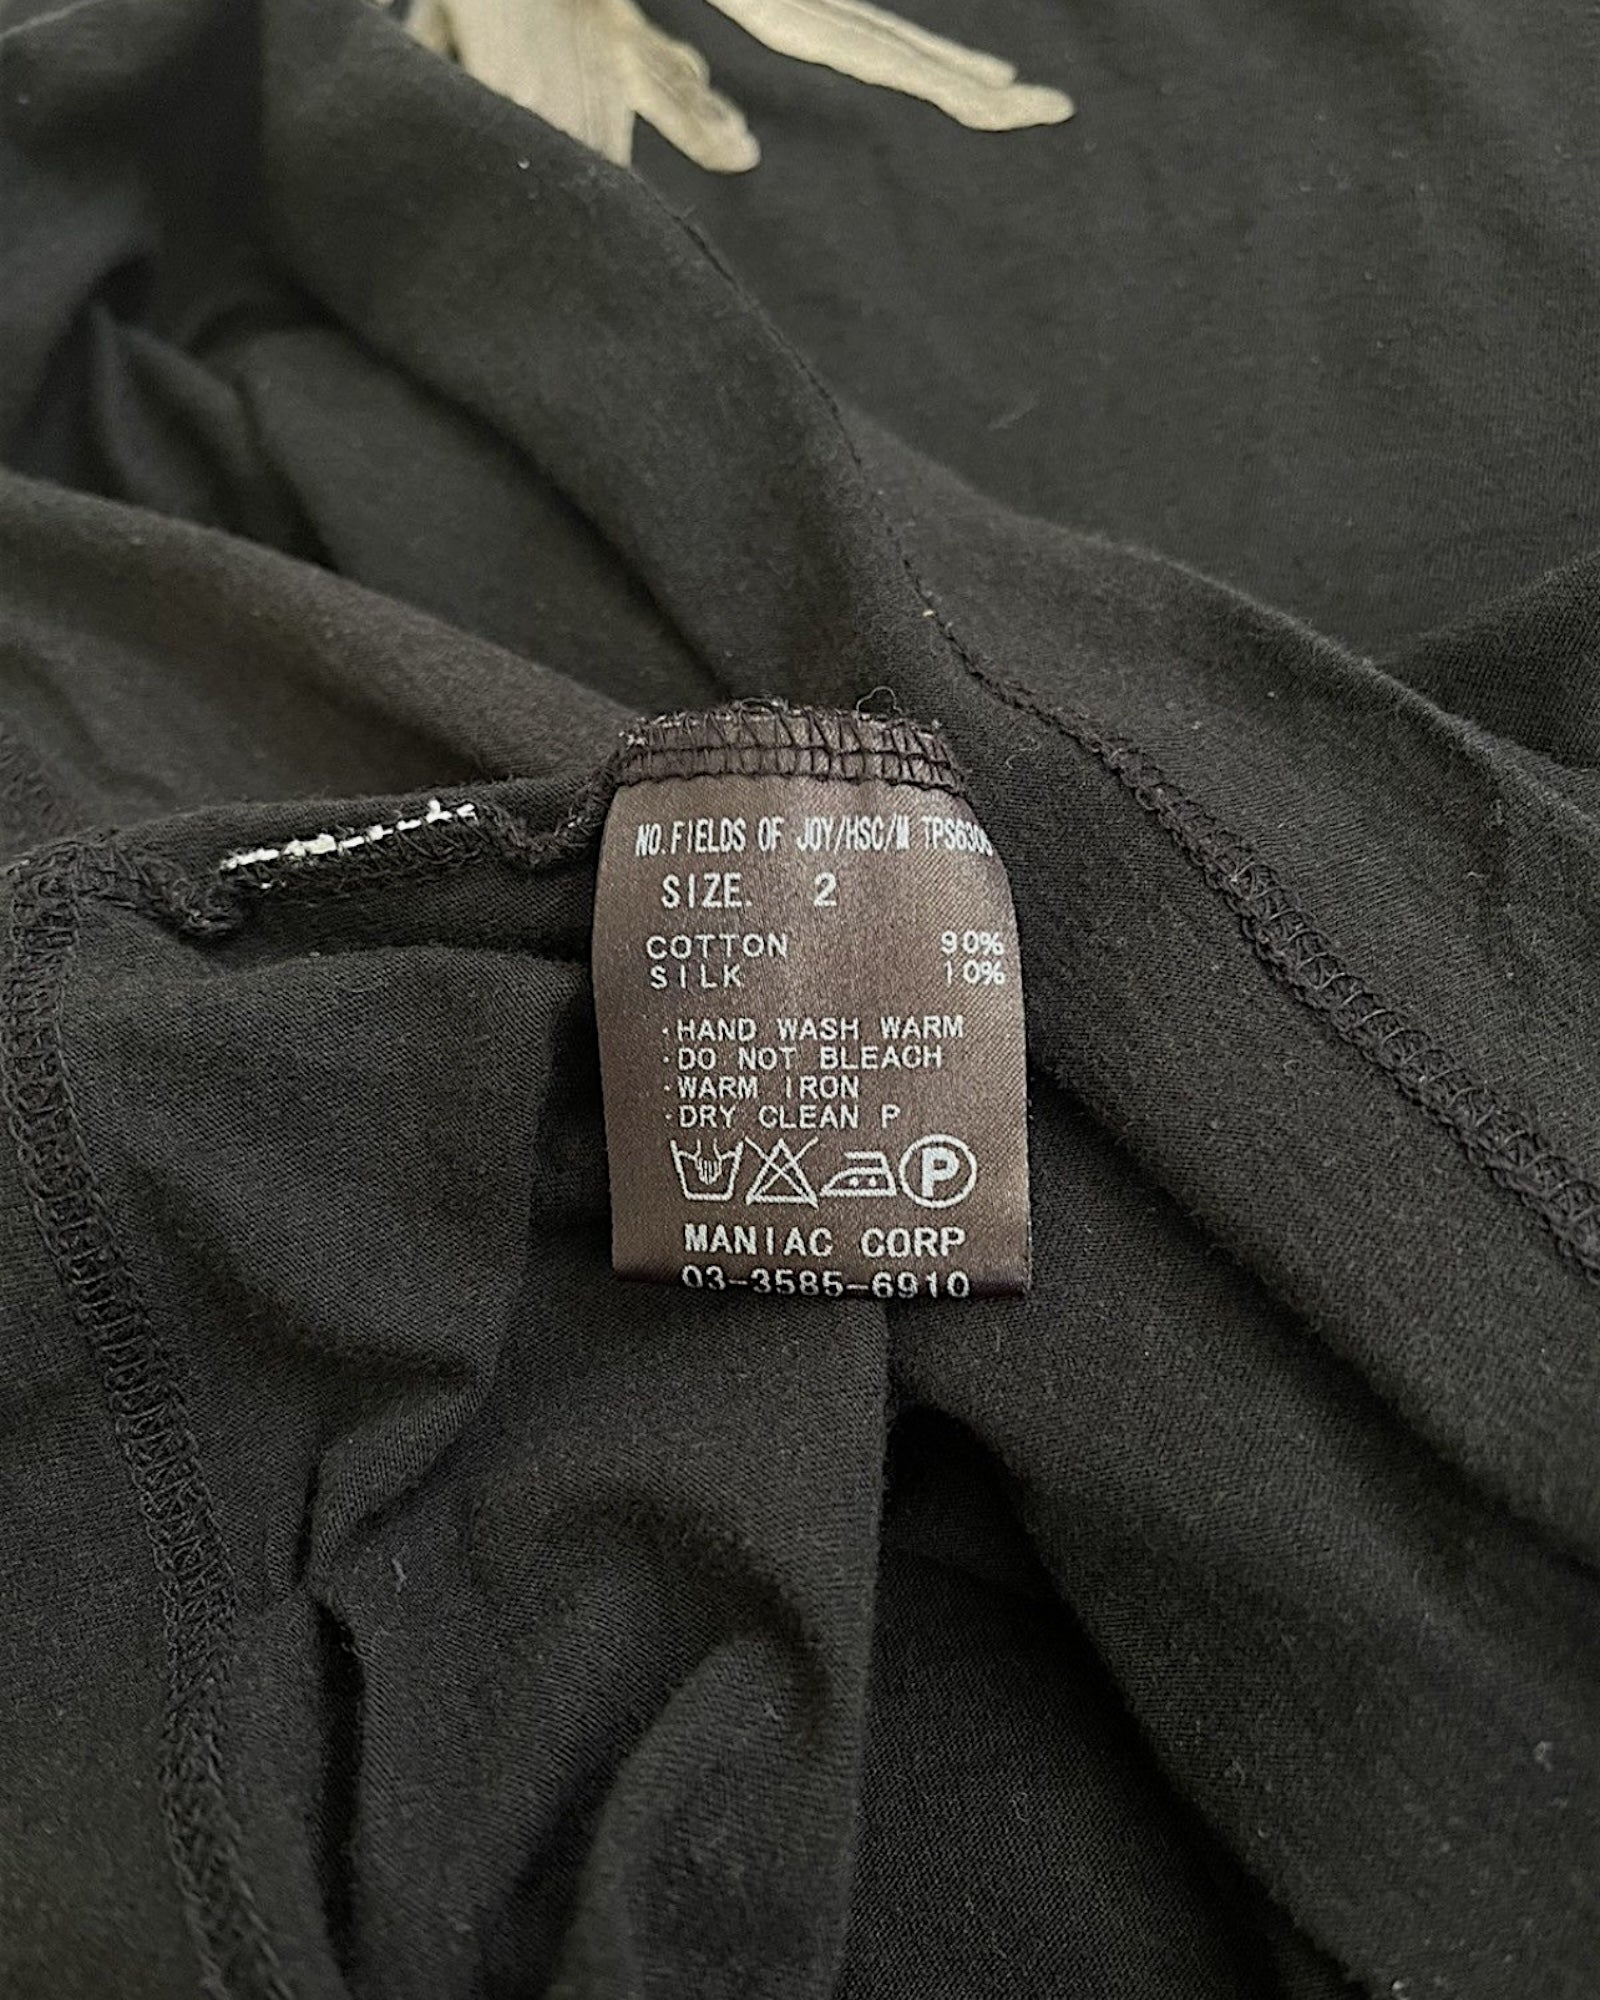 NO.FIELDS OF JOY/HSC/M TPS630
SIZE. 2
COTTON 90%
SILK 10%
・HAND WASH WARM
・DO NOT BLEACH
・WARM IRON
・DRY CLEAN P
P
MANIAC CORP
03-3585-6910